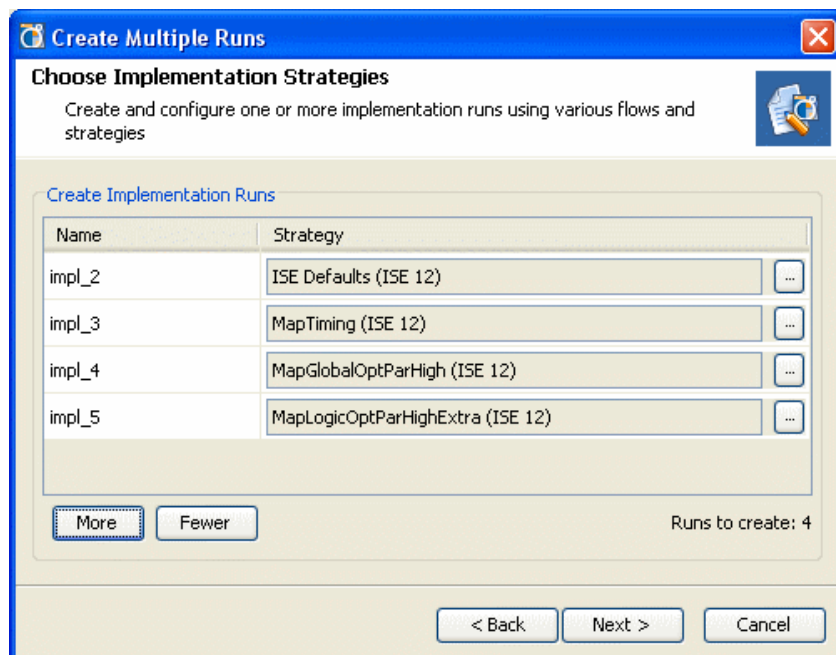 Create Multiple Runs
Choose Implementation Strategies
Create and configure one or more implementation runs using various flows and
strategies
Create Implementation Runs
Name Strategy
impl_2 ISE Defaults (ISE 12) ...
impl_3 MapTiming (ISE 12) ...
impl_4 MapGlobalOptParHigh (ISE 12) ...
impl_5 MapLogicOptParHighExtra (ISE 12) ...
More Fewer Runs to create: 4
< Back Next > Cancel